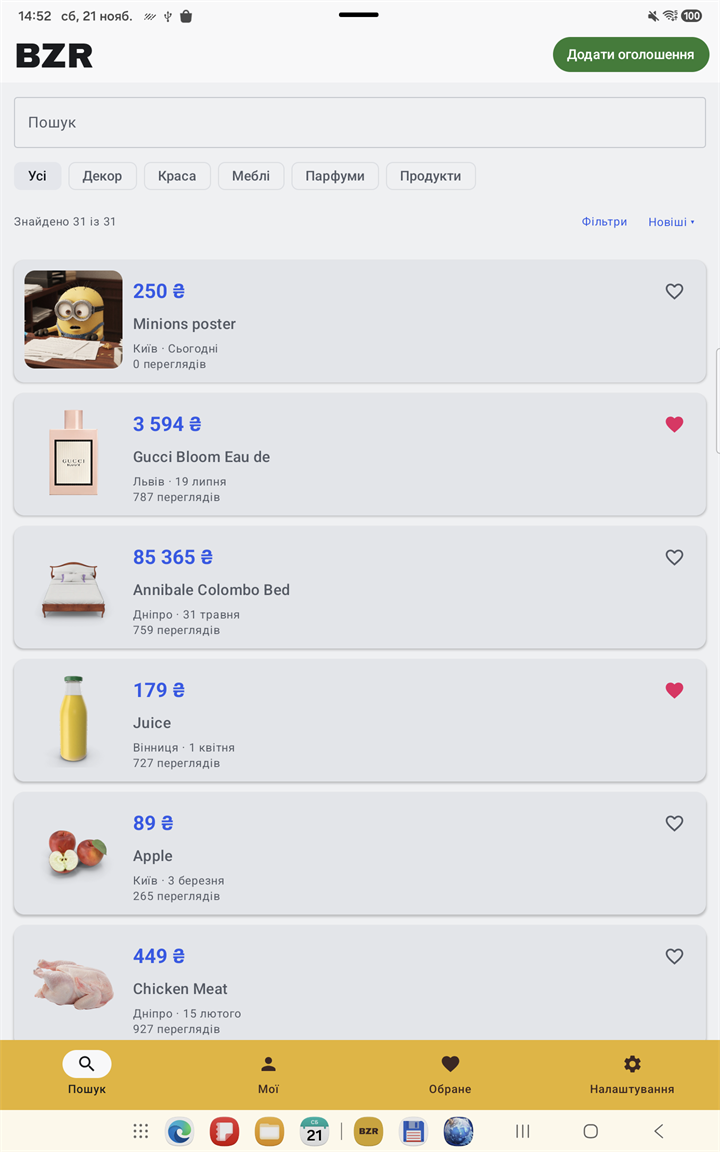 14:52 сб, 21 нояб.
100
BZR
Додати оголошення
Пошук
Усі
Декор
Краса
Меблі
Парфуми
Продукти
Знайдено 31 із 31
Фільтри
Новіші
250 ₴
Minions poster
Київ · Сьогодні
0 переглядів
GUCCI
3 594 ₴
Gucci Bloom Eau de
Львів · 19 липня
787 переглядів
85 365 ₴
Annibale Colombo Bed
Дніпро · 31 травня
759 переглядів
179 ₴
Juice
Вінниця · 1 квітня
727 переглядів
89 ₴
Apple
Київ · 3 березня
265 переглядів
449 ₴
Chicken Meat
Дніпро · 15 лютого
927 переглядів
Пошук
Мої
Обране
Налаштування
СБ
21
BZR